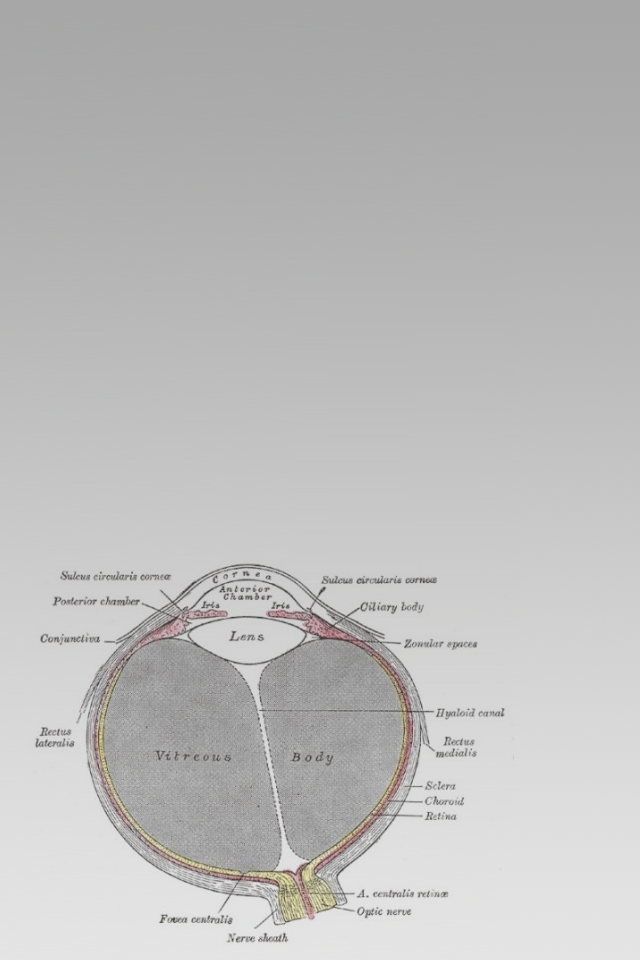 Sulcus circularis corneæ
Cornea
Sulcus circularis corneæ
Anterior
Chamber
Posterior chamber
Iris
Iris
Ciliary body
Conjunctiva
Lens
Zonular spaces
Hyaloid canal
Rectus
lateralis
Rectus
medialis
Vitreous Body
Sclera
Choroid
Retina
A. centralis retinæ
Fovea centralis
Optic nerve
Nerve sheath